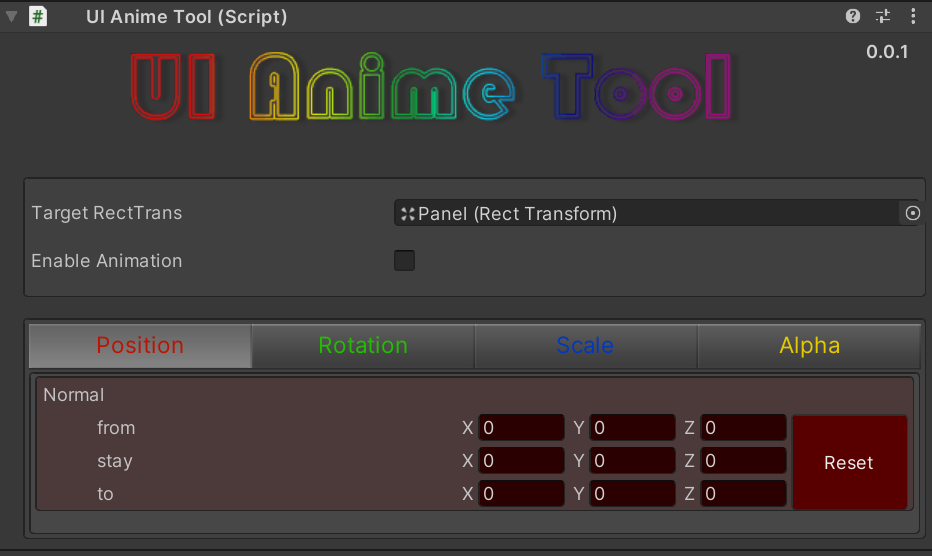 UI Anime Tool (Script)
UI Anime Tool
0.0.1
Target RectTrans Panel (Rect Transform)
Enable Animation
Position Rotation Scale Alpha
Normal
from X 0 Y 0 Z 0
stay X 0 Y 0 Z 0
to X 0 Y 0 Z 0
Reset